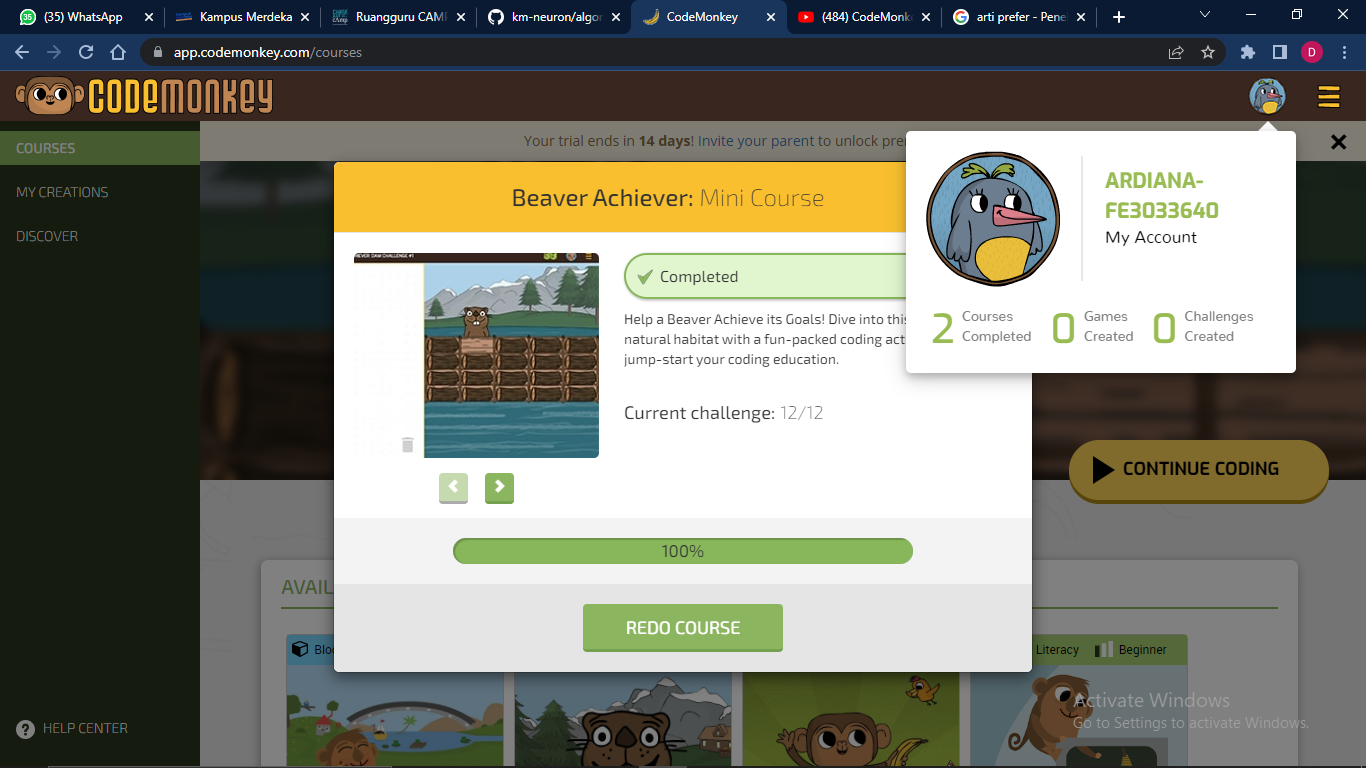 (35) WhatsApp
Kampus Merdeka
Ruangguru CAM
km-neuron/algor
CodeMonkey
(484) CodeMonk
arti prefer - Pene
app.codemonkey.com/courses
D
CODEMONKEY
COURSES
MY CREATIONS
DISCOVER
HELP CENTER
Your trial ends in 14 days! Invite your parent to unlock pre
Beaver Achiever: Mini Course
BEAVER DAM CHALLENGE #1
Completed
Help a Beaver Achieve its Goals! Dive into this
natural habitat with a fun-packed coding act
jump-start your coding education.
Current challenge: 12/12
100%
REDO COURSE
ARDIANA-
FE3033640
My Account
2 Courses
Completed
0 Games
Created
0 Challenges
Created
CONTINUE CODING
AVAIL
Bloc
Literacy
Beginner
Activate Windows
Go to Settings to activate Windows.